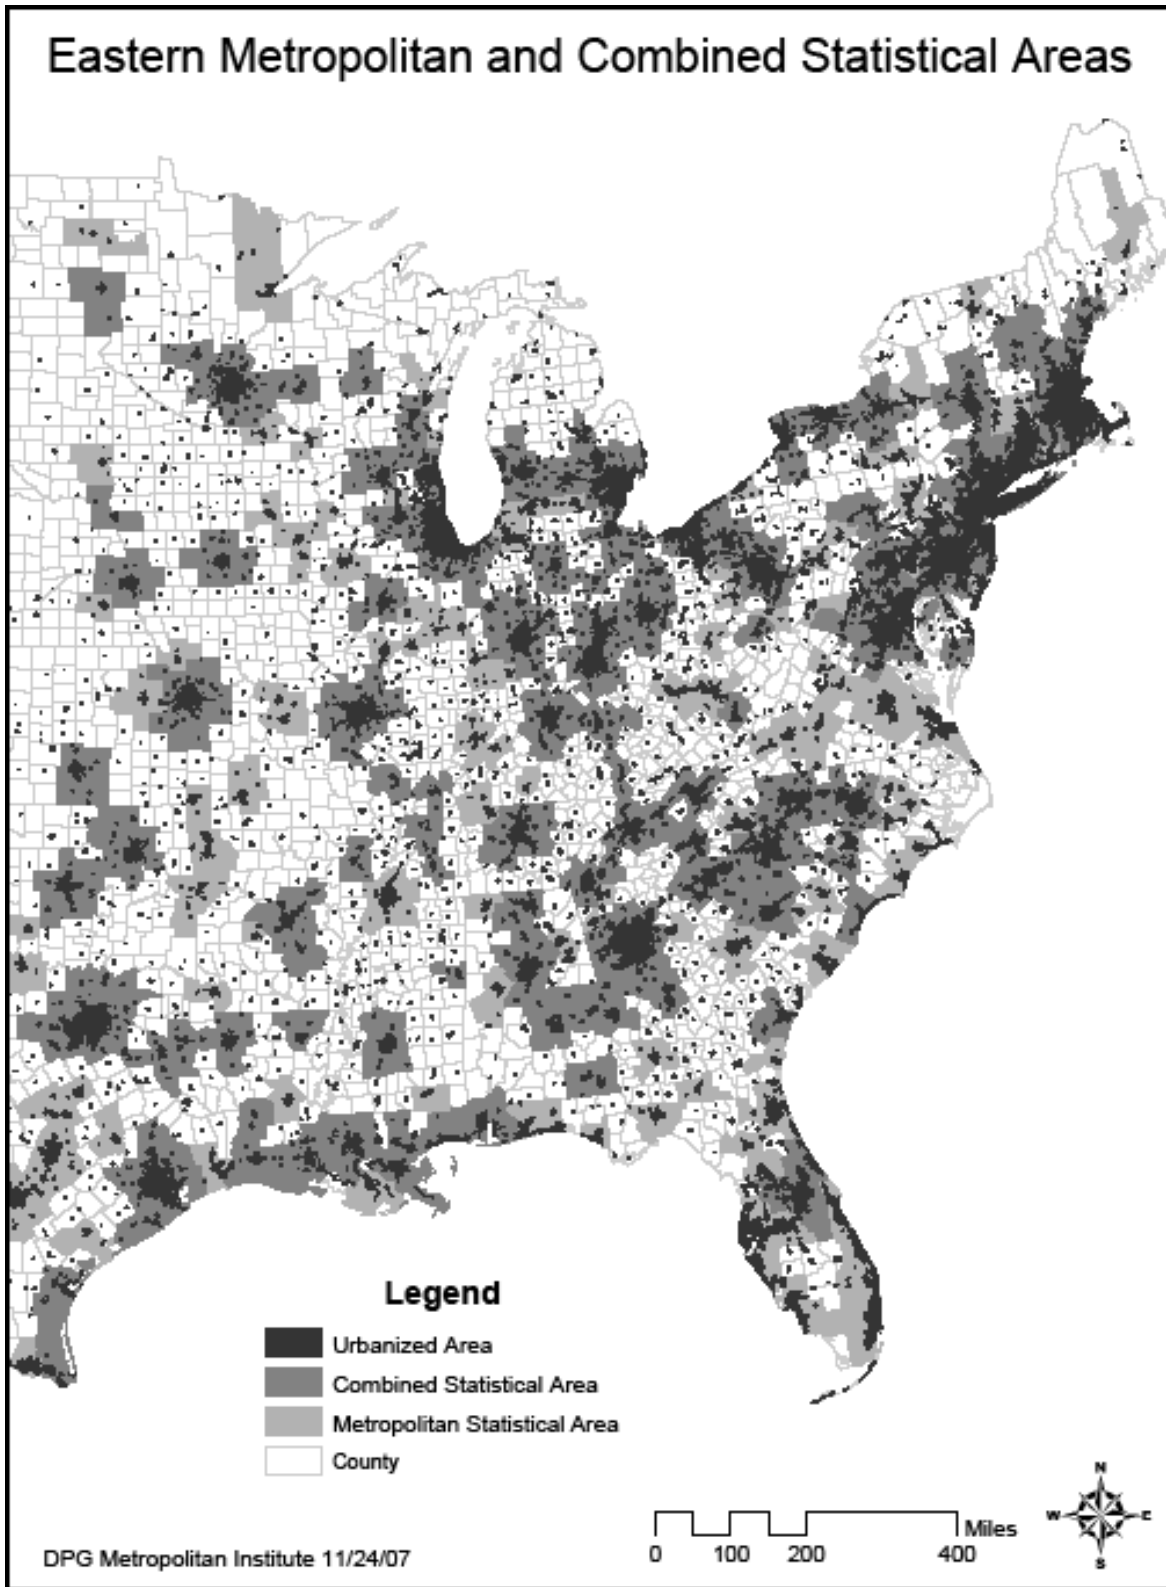 Eastern Metropolitan and Combined Statistical Areas
Legend
Urbanized Area
Combined Statistical Area
Metropolitan Statistical Area
County
N
W E
S
Miles
0 100 200 400
DPG Metropolitan Institute 11/24/07